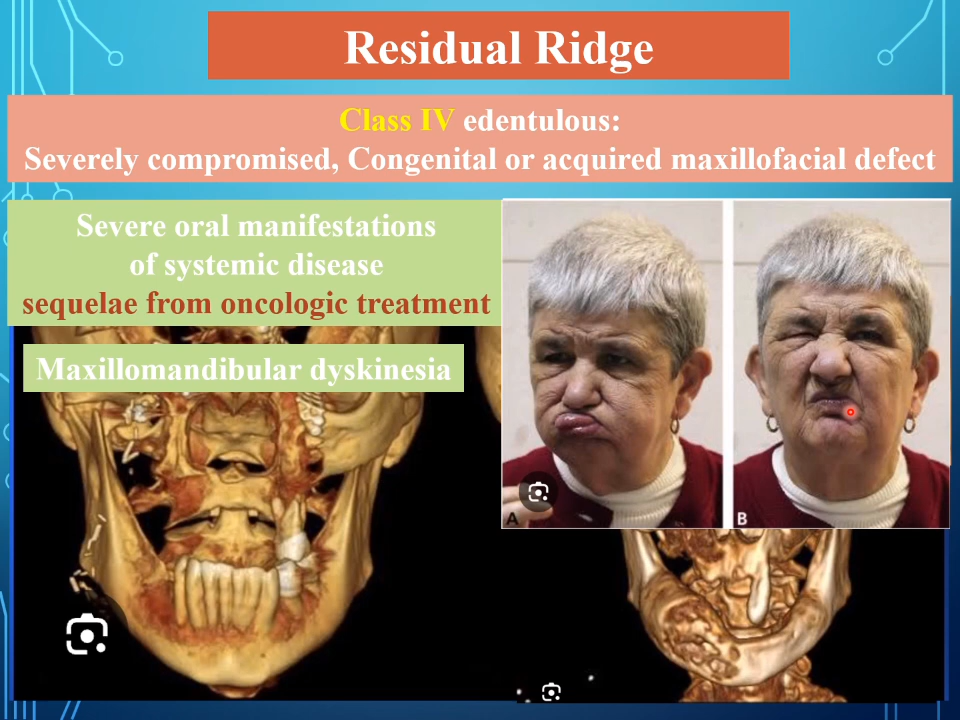 Residual Ridge
Class IV edentulous:
Severely compromised, Congenital or acquired maxillofacial defect
Severe oral manifestations
of systemic disease
sequelae from oncologic treatment
Maxillomandibular dyskinesia
A
B